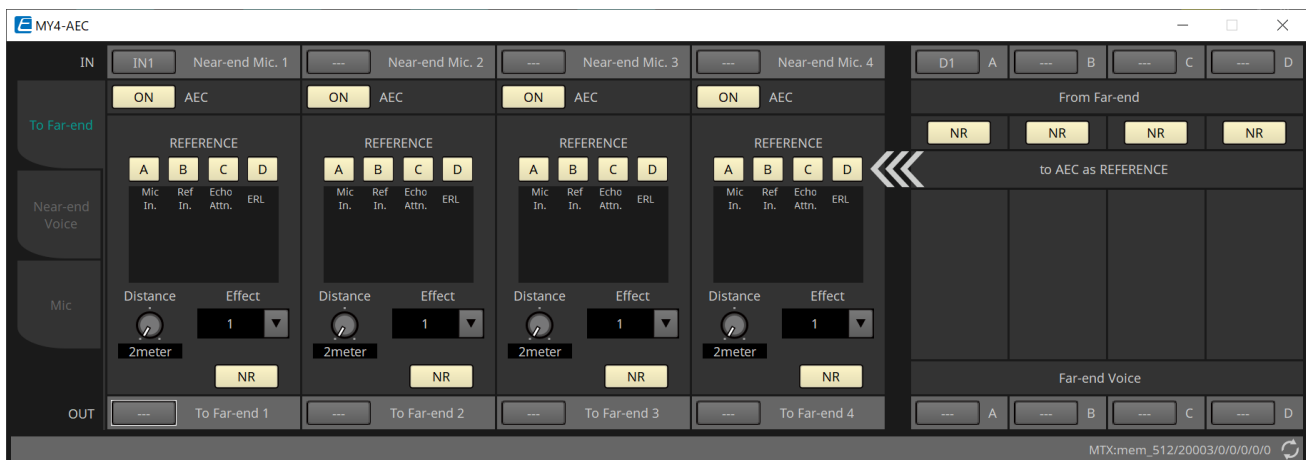 MY4-AEC
IN IN1 Near-end Mic. 1 --- Near-end Mic. 2 --- Near-end Mic. 3 --- Near-end Mic. 4 D1 A --- B --- C --- D
ON AEC ON AEC ON AEC ON AEC From Far-end
To Far-end
NR NR NR NR
REFERENCE REFERENCE REFERENCE REFERENCE
A B C D A B C D A B C D A B C D to AEC as REFERENCE
Mic In. Ref In. Echo Attn. ERL Mic In. Ref In. Echo Attn. ERL Mic In. Ref In. Echo Attn. ERL Mic In. Ref In. Echo Attn. ERL
Near-end
Voice
Mic
Distance Effect Distance Effect Distance Effect Distance Effect
1 1 1 1
2meter 2meter 2meter 2meter
NR NR NR NR Far-end Voice
OUT --- To Far-end 1 --- To Far-end 2 --- To Far-end 3 --- To Far-end 4 --- A --- B --- C --- D
MTX:mem_512/20003/0/0/0/0/0